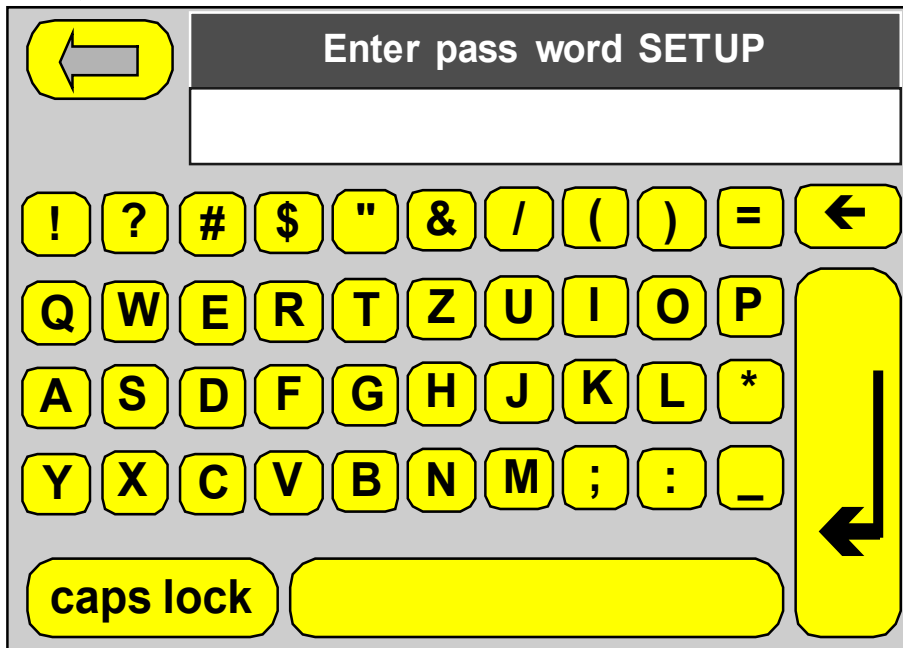 Enter pass word SETUP
! ? # $ " & / ( ) =
Q W E R T Z U I O P
A S D F G H J K L *
Y X C V B N M ; : _
caps lock